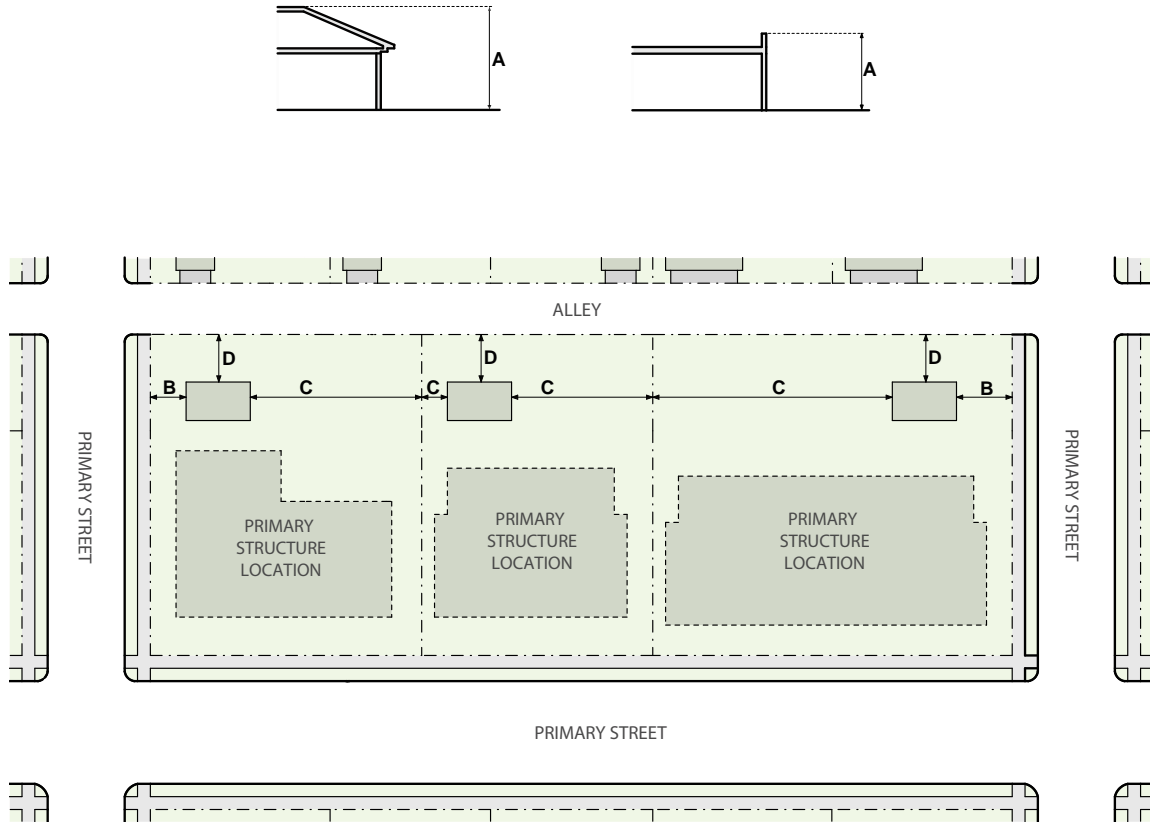 A
A
ALLEY
D
D
D
B
C
C
C
C
B
PRIMARY STREET
PRIMARY
STRUCTURE
LOCATION
PRIMARY
STRUCTURE
LOCATION
PRIMARY
STRUCTURE
LOCATION
PRIMARY STREET
PRIMARY STREET